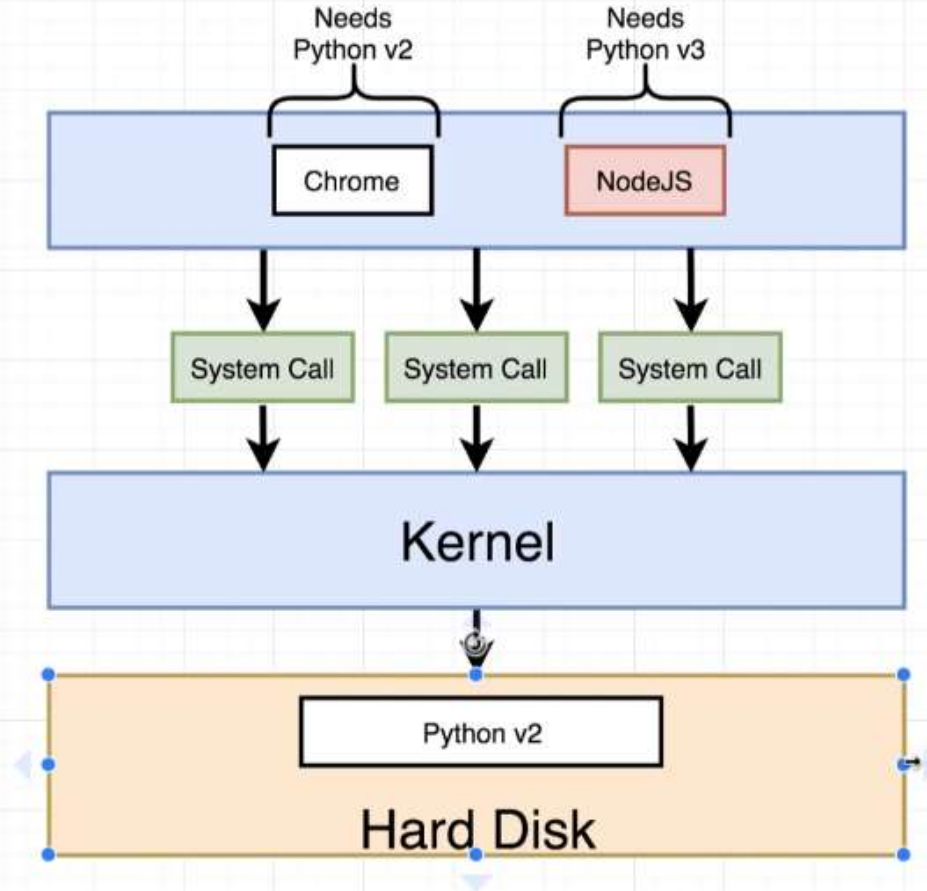 Needs
Python v2
Needs
Python v3
Chrome
NodeJS
System Call
System Call
System Call
Kernel
Python v2
Hard Disk